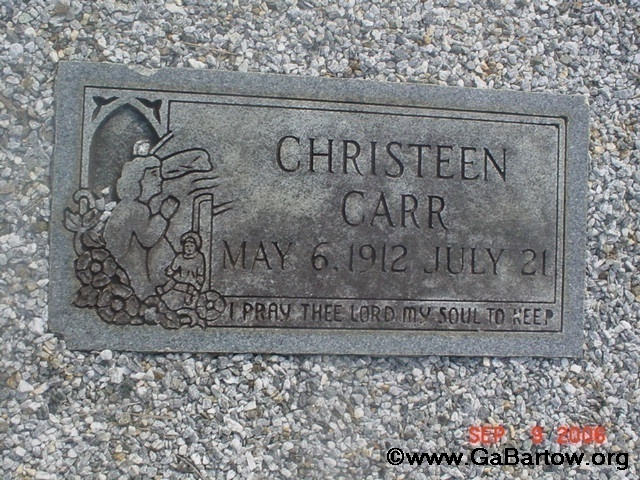 CHRISTEEN
CARR
MAY 6, 1912 JULY 21
I PRAY THEE LORD MY SOUL TO KEEP
SEP 9 2006
©www.GaBartow.org